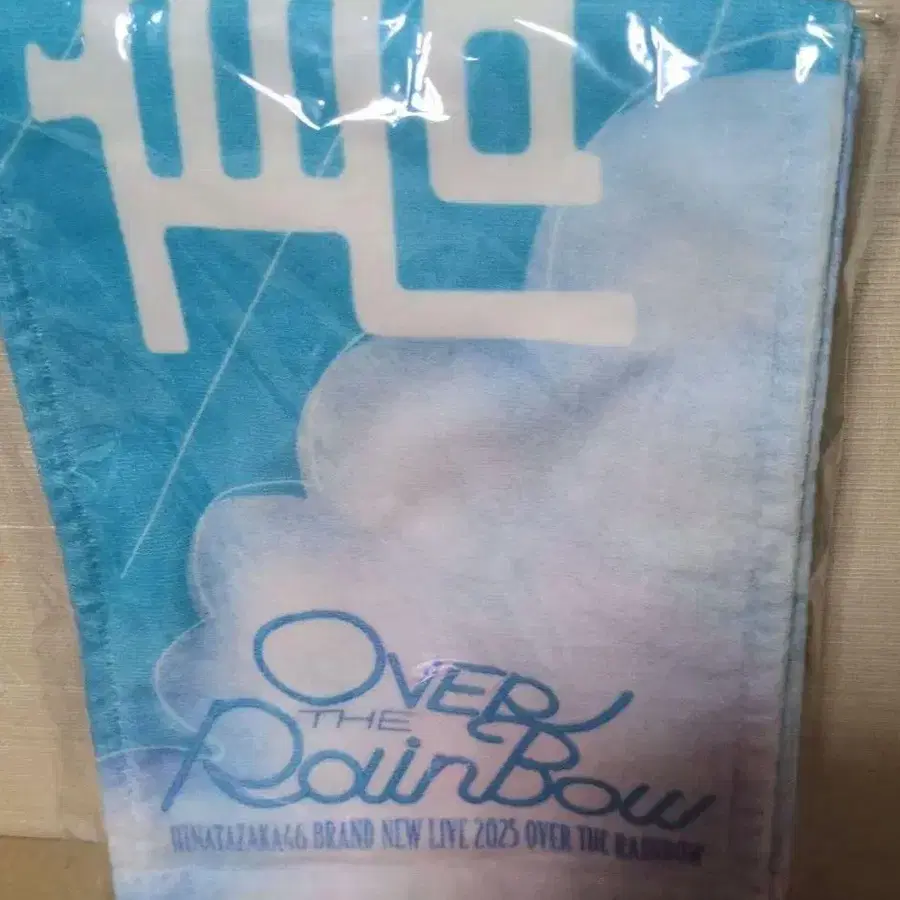 OVER
THE
RainBow
HINATAZAKA46 BRAND NEW LIVE 2025 OVER THE RAINBOW